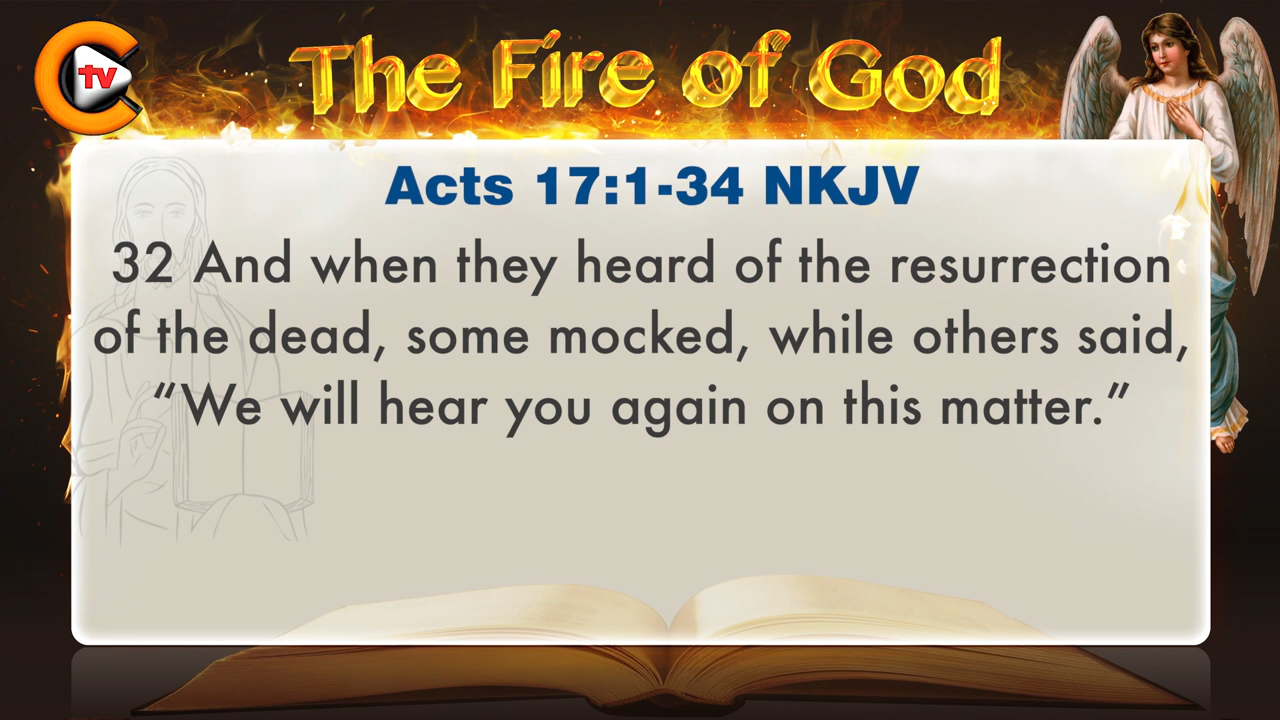 tv
The Fire of God
Acts 17:1-34 NKJV
32 And when they heard of the resurrection
of the dead, some mocked, while others said,
“We will hear you again on this matter.”